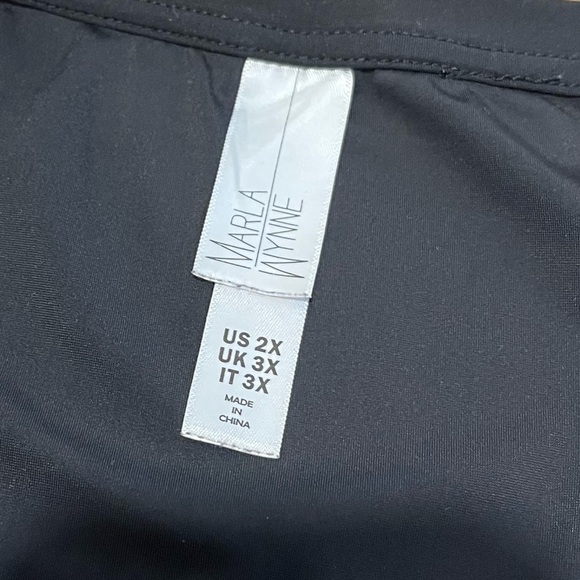 MARLA
WYNNE
US 2X
UK 3X
IT 3X
MADE
IN
CHINA